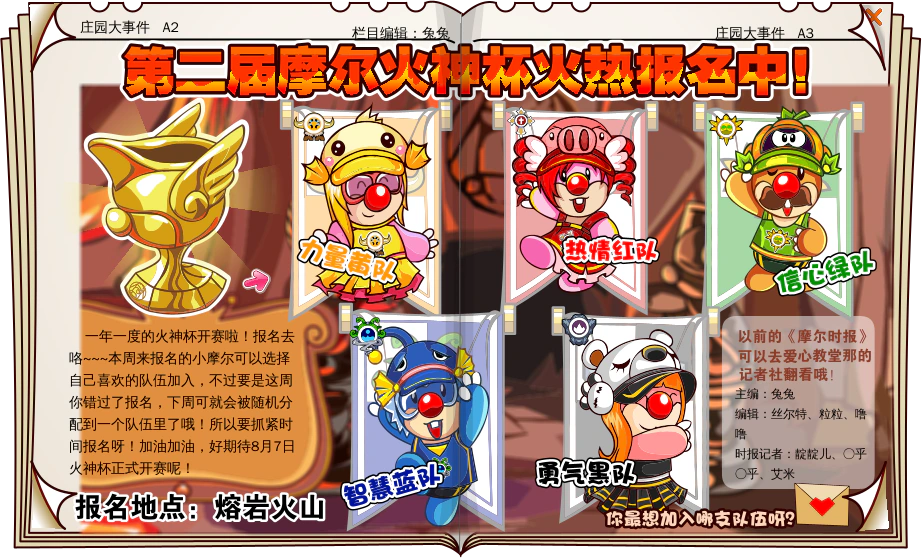 庄园大事件 A2
栏目编辑：兔兔
庄园大事件 A3
第二届摩尔火神杯火热报名中!
力量黄队
热情红队
信心绿队
一年一度的火神杯开赛啦！报名去
咯~~~本周来报名的小摩尔可以选择
自己喜欢的队伍加入，不过要是这周
你错过了报名，下周可就会被随机分
配到一个队伍里了哦！所以要抓紧时
间报名呀！加油加油，好期待8月7日
火神杯正式开赛呢！
报名地点：熔岩火山
智慧蓝队
勇气黑队
以前的《摩尔时报》
可以去爱心教堂那的
记者社翻看哦！
主编：兔兔
编辑：丝尔特、粒粒、噜
噜
时报记者：靛靛儿、〇乎
〇乎、艾米
你最想加入哪支队伍呀?